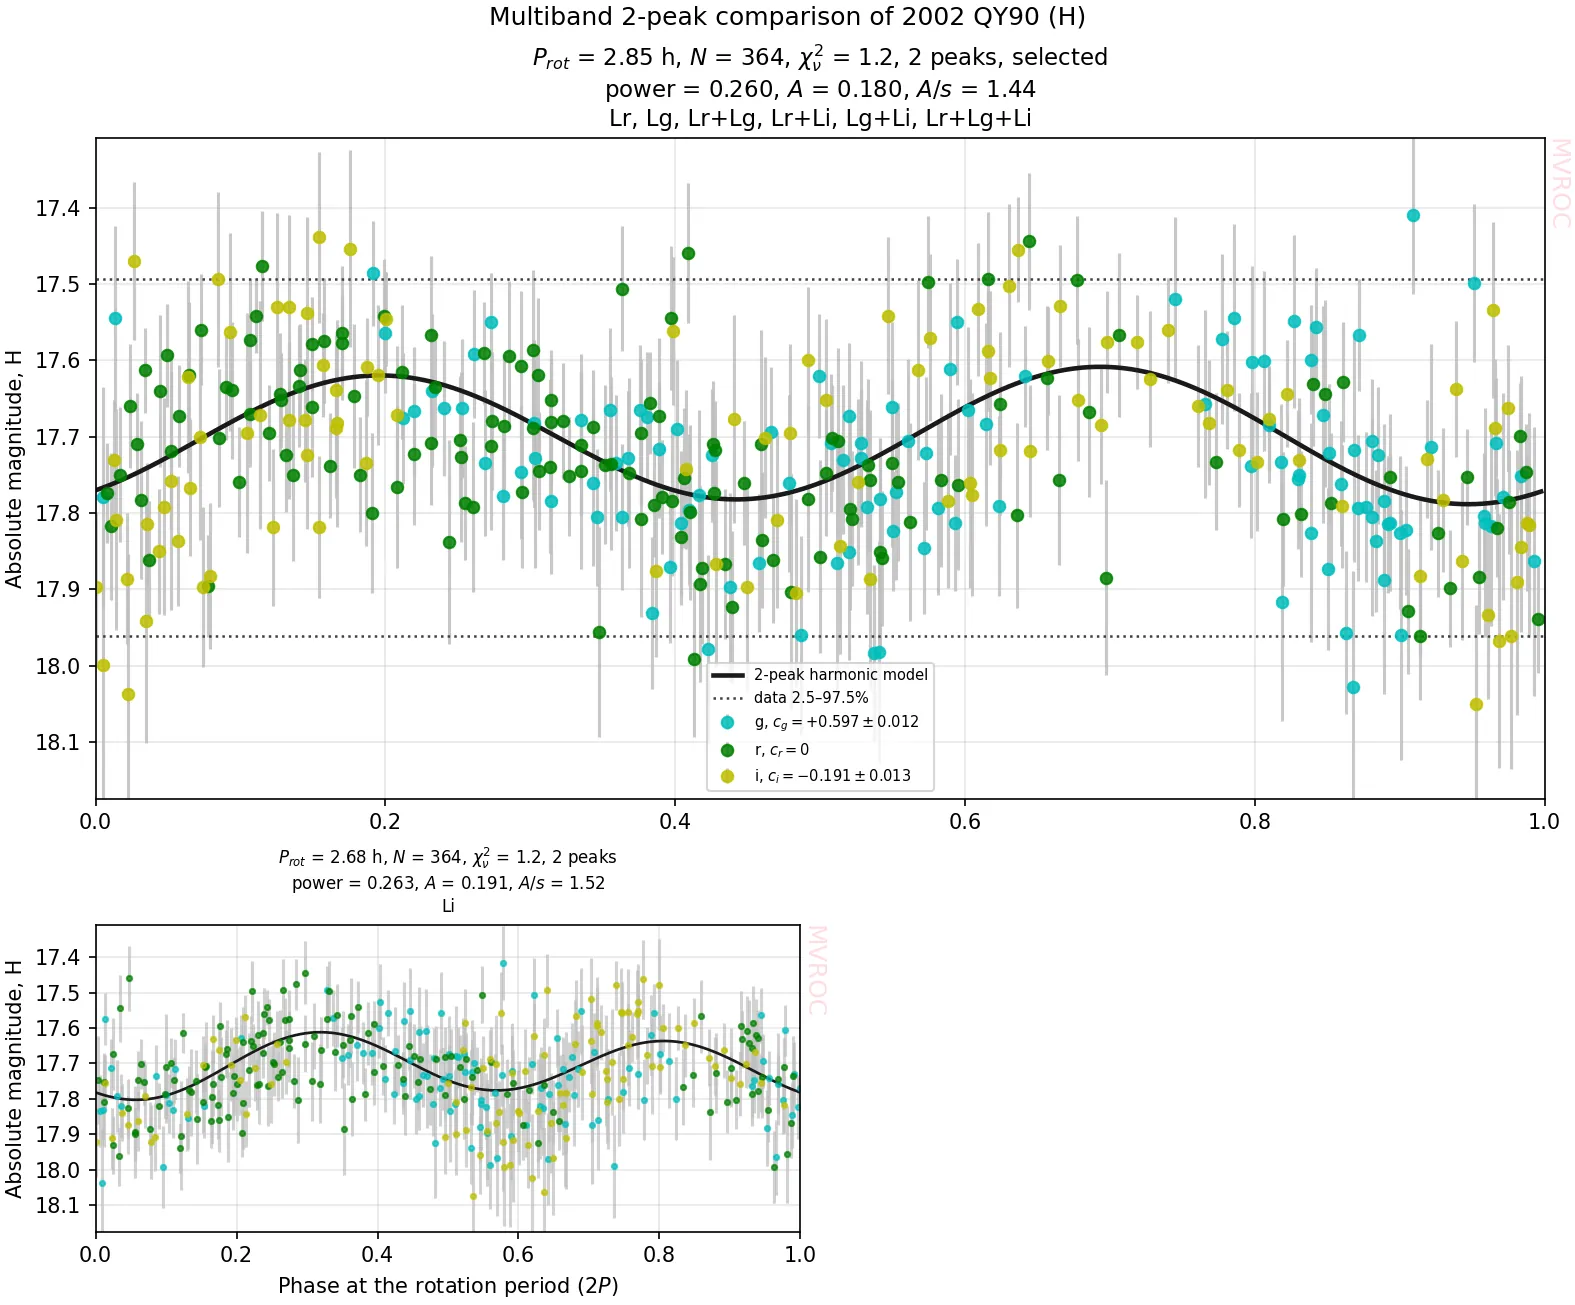 Multiband 2-peak comparison of 2002 QY90 (H)
P_rot = 2.85 h, N = 364, χ²_ν = 1.2, 2 peaks, selected
power = 0.260, A = 0.180, A/s = 1.44
Lr, Lg, Lr+Lg, Lr+Li, Lg+Li, Lr+Lg+Li
MVROC
Absolute magnitude, H
17.4
17.5
17.6
17.7
17.8
17.9
18.0
18.1
2-peak harmonic model
data 2.5–97.5%
g, c_g = +0.597 ± 0.012
r, c_r = 0
i, c_i = −0.191 ± 0.013
0.0 0.2 0.4 0.6 0.8 1.0
P_rot = 2.68 h, N = 364, χ²_ν = 1.2, 2 peaks
power = 0.263, A = 0.191, A/s = 1.52
Li
MVROC
Absolute magnitude, H
17.4
17.5
17.6
17.7
17.8
17.9
18.0
18.1
0.0 0.2 0.4 0.6 0.8 1.0
Phase at the rotation period (2P)